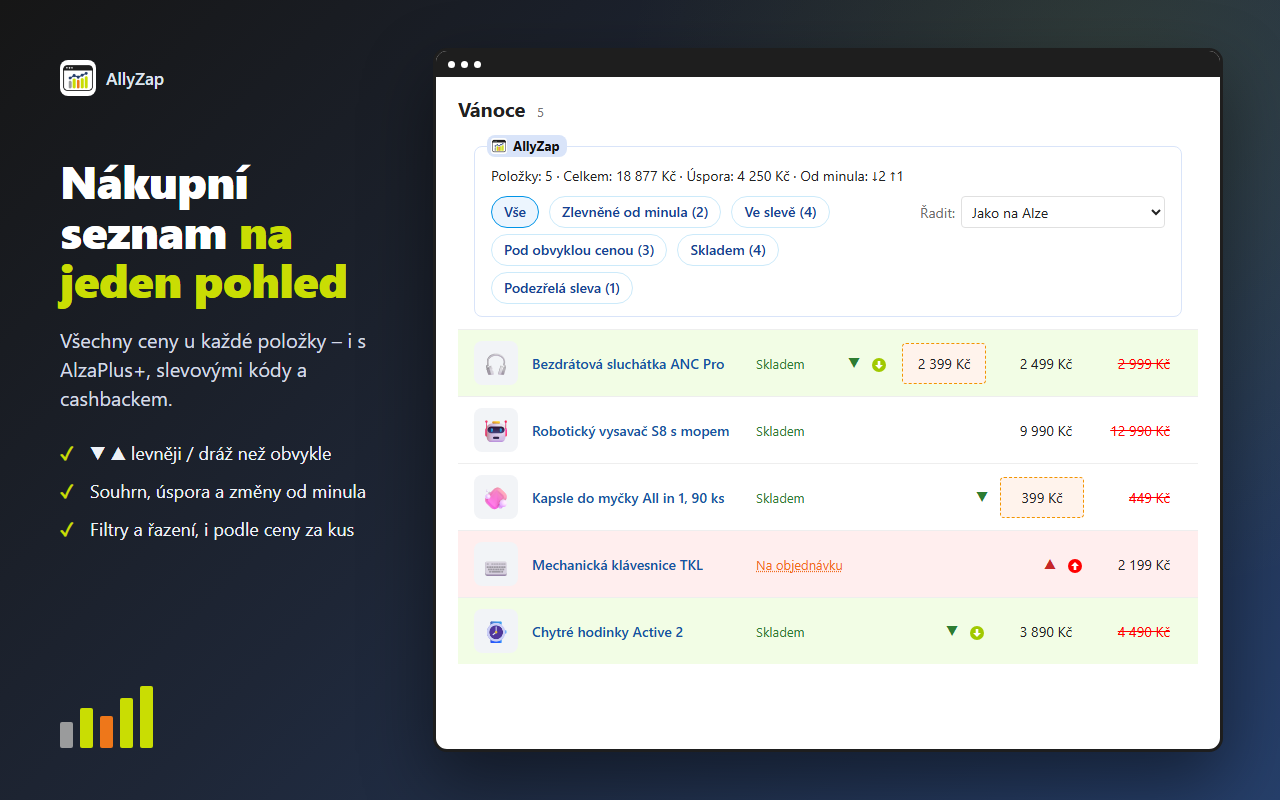 AllyZap
Nákupní
seznam na
jeden pohled
Všechny ceny u každé položky – i s
AlzaPlus+, slevovými kódy a
cashbackem.
✓ ▼ ▲ levněji / dráž než obvykle
✓ Souhrn, úspora a změny od minula
✓ Filtry a řazení, i podle ceny za kus
Vánoce 5
AllyZap
Položky: 5 · Celkem: 18 877 Kč · Úspora: 4 250 Kč · Od minula: ↓2 ↑1
Vše Zlevněné od minula (2) Ve slevě (4) Řadit: Jako na Alze
Pod obvyklou cenou (3) Skladem (4)
Podezřelá sleva (1)
Bezdrátová sluchátka ANC Pro Skladem ▼ 2 399 Kč 2 499 Kč 2 999 Kč
Robotický vysavač S8 s mopem Skladem 9 990 Kč 12 990 Kč
Kapsle do myčky All in 1, 90 ks Skladem ▼ 399 Kč 449 Kč
Mechanická klávesnice TKL Na objednávku ▲ 2 199 Kč
Chytré hodinky Active 2 Skladem ▼ 3 890 Kč 4 490 Kč